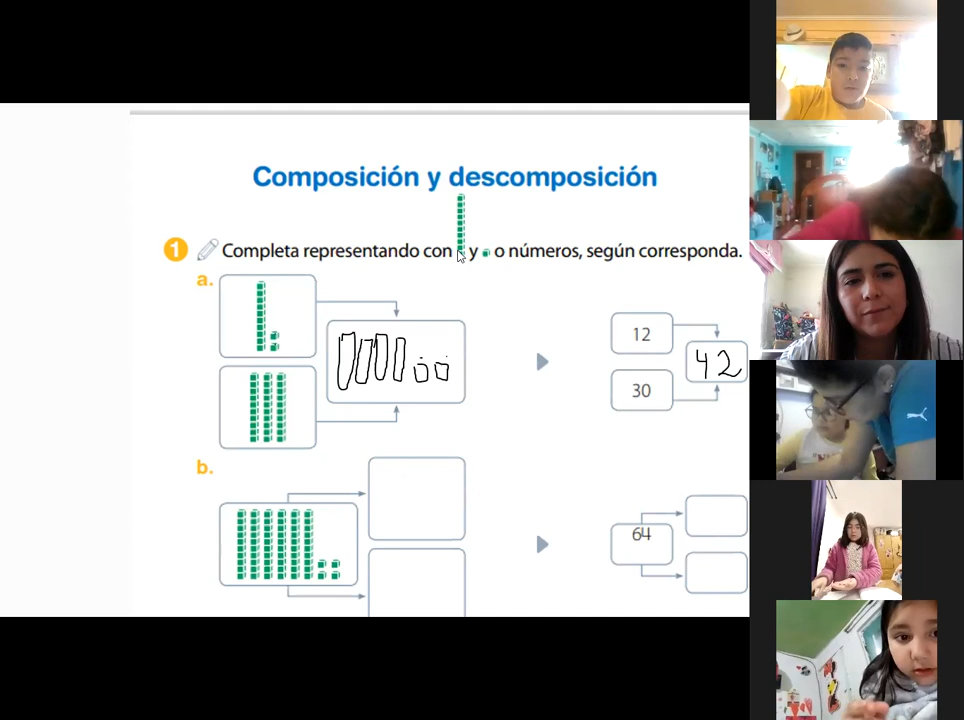 Composición y descomposición
1 Completa representando con y o números, según corresponda.
a.
12
42
30
b.
64